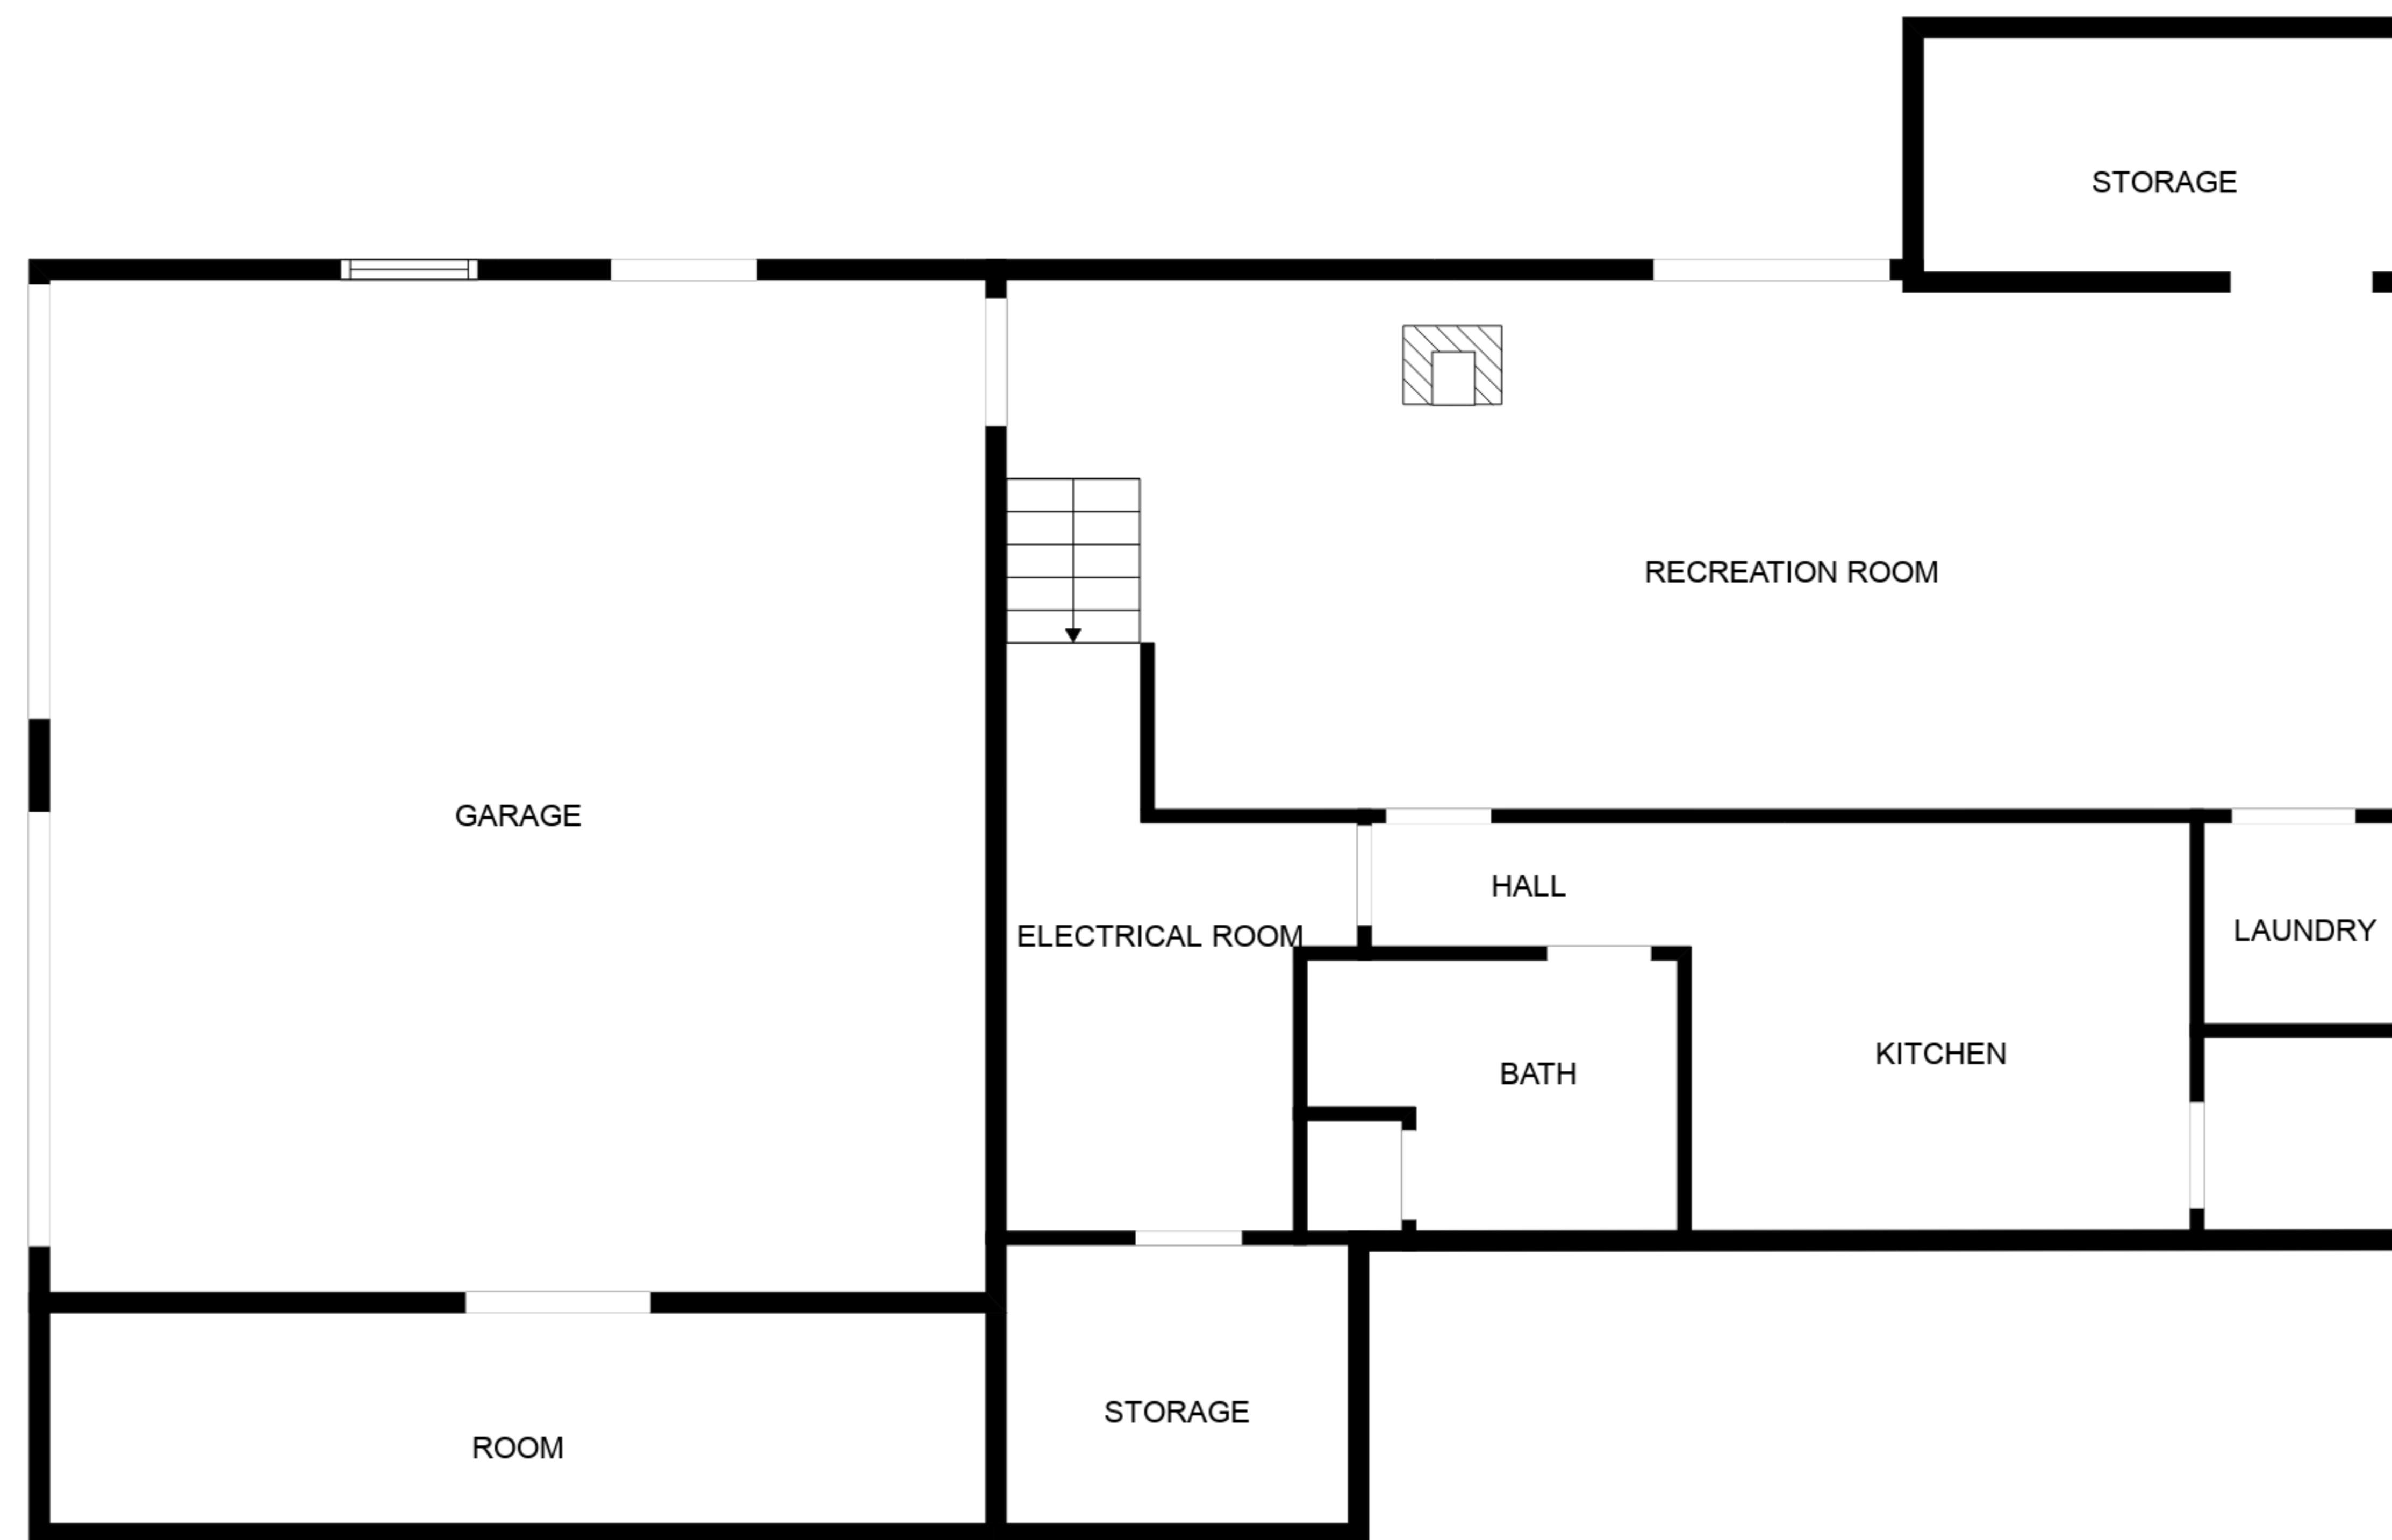 STORAGE
RECREATION ROOM
GARAGE
HALL
ELECTRICAL ROOM
LAUNDRY
KITCHEN
BATH
STORAGE
ROOM